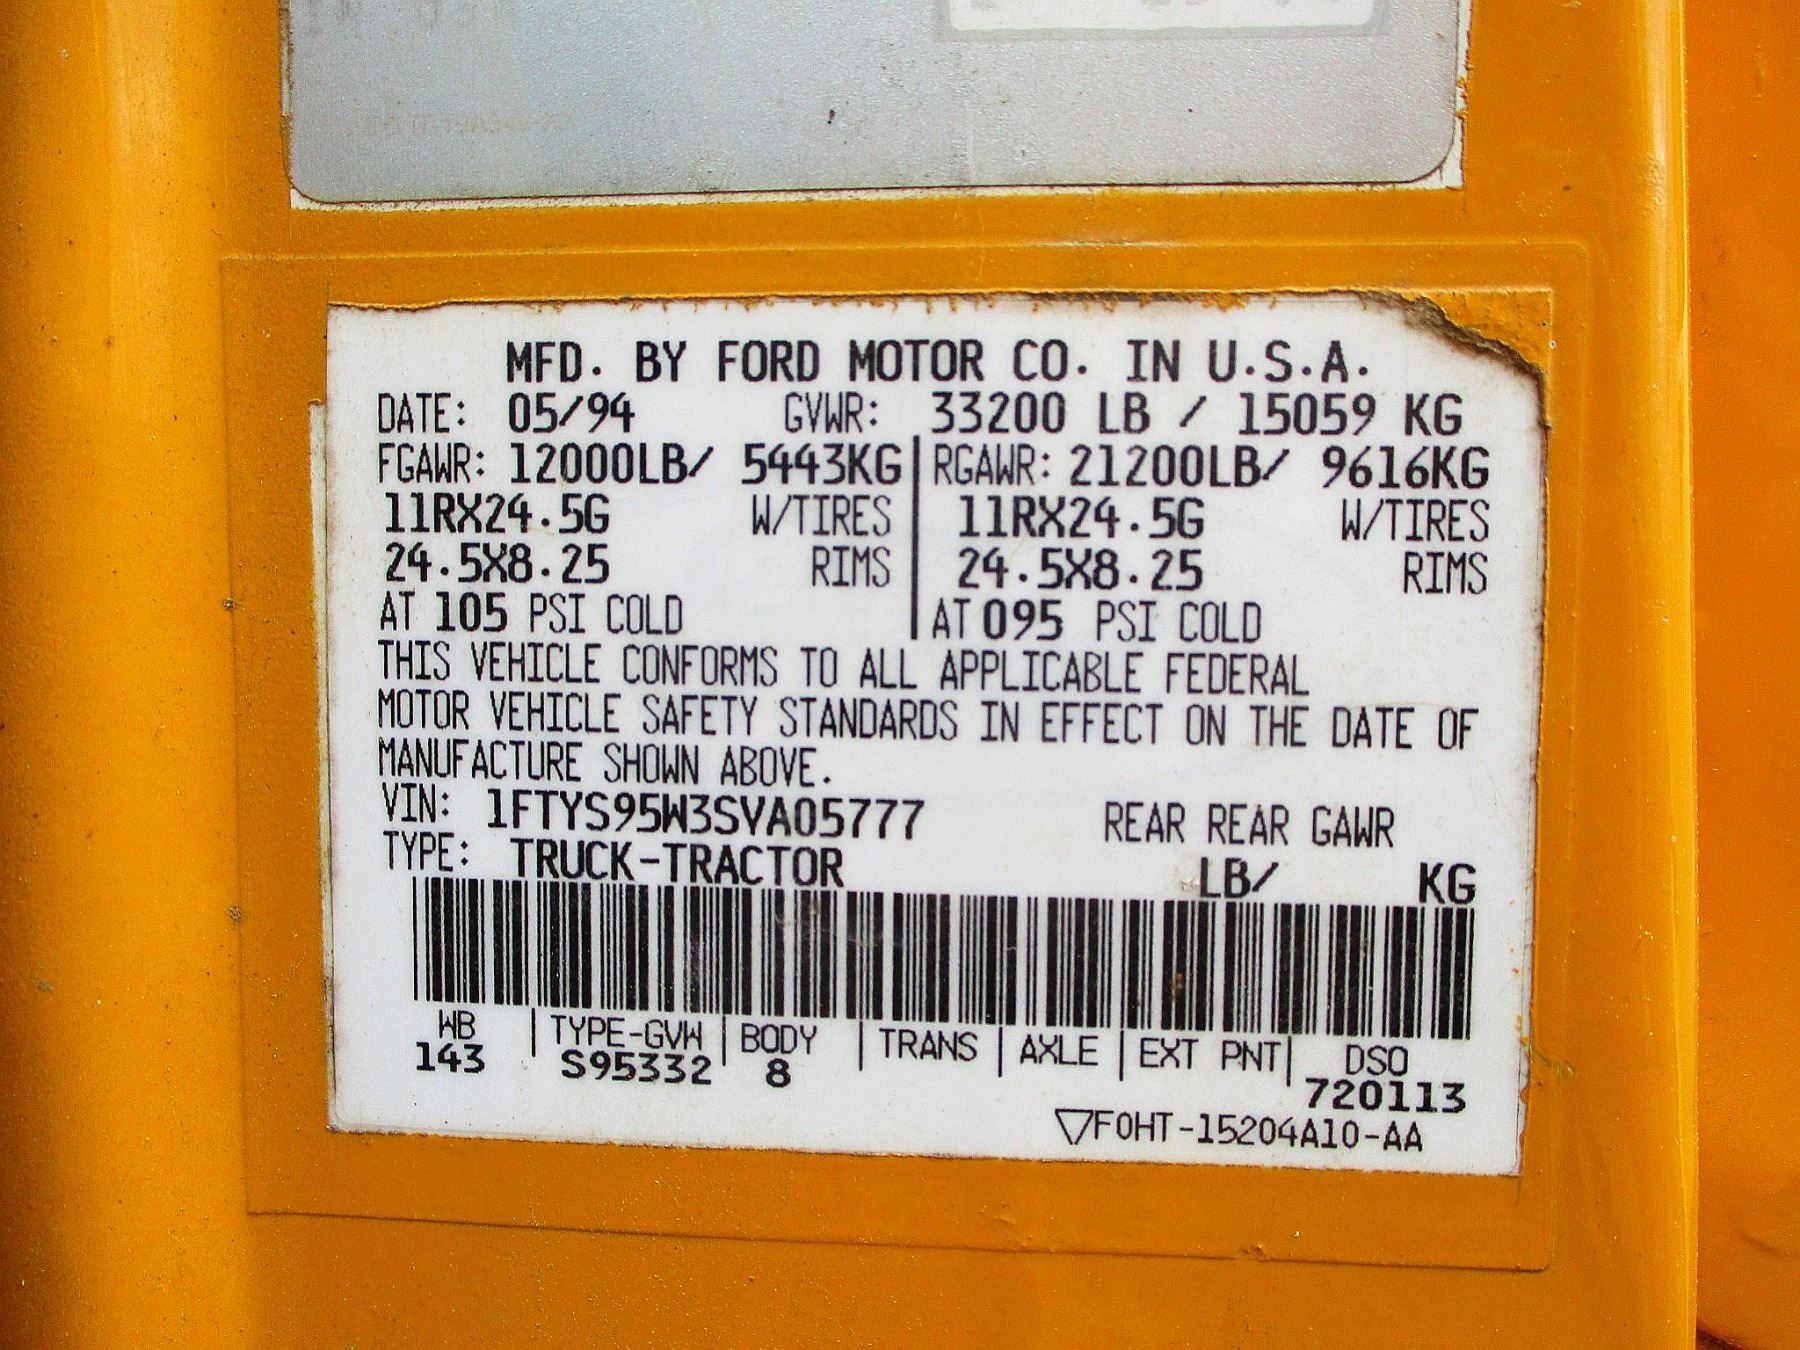 MFD. BY FORD MOTOR CO. IN U.S.A.
DATE: 05/94 GVWR: 33200 LB / 15059 KG
FGAWR: 12000LB/ 5443KG RGAWR: 21200LB/ 9616KG
11RX24.5G W/TIRES 11RX24.5G W/TIRES
24.5X8.25 RIMS 24.5X8.25 RIMS
AT 105 PSI COLD AT 095 PSI COLD
THIS VEHICLE CONFORMS TO ALL APPLICABLE FEDERAL
MOTOR VEHICLE SAFETY STANDARDS IN EFFECT ON THE DATE OF
MANUFACTURE SHOWN ABOVE.
VIN: 1FTYS95W3SVA05777 REAR REAR GAWR
TYPE: TRUCK-TRACTOR LB/ KG
WB TYPE-GVW BODY TRANS AXLE EXT PNT DSO
143 S95332 8 720113
▽F0HT-15204A10-AA